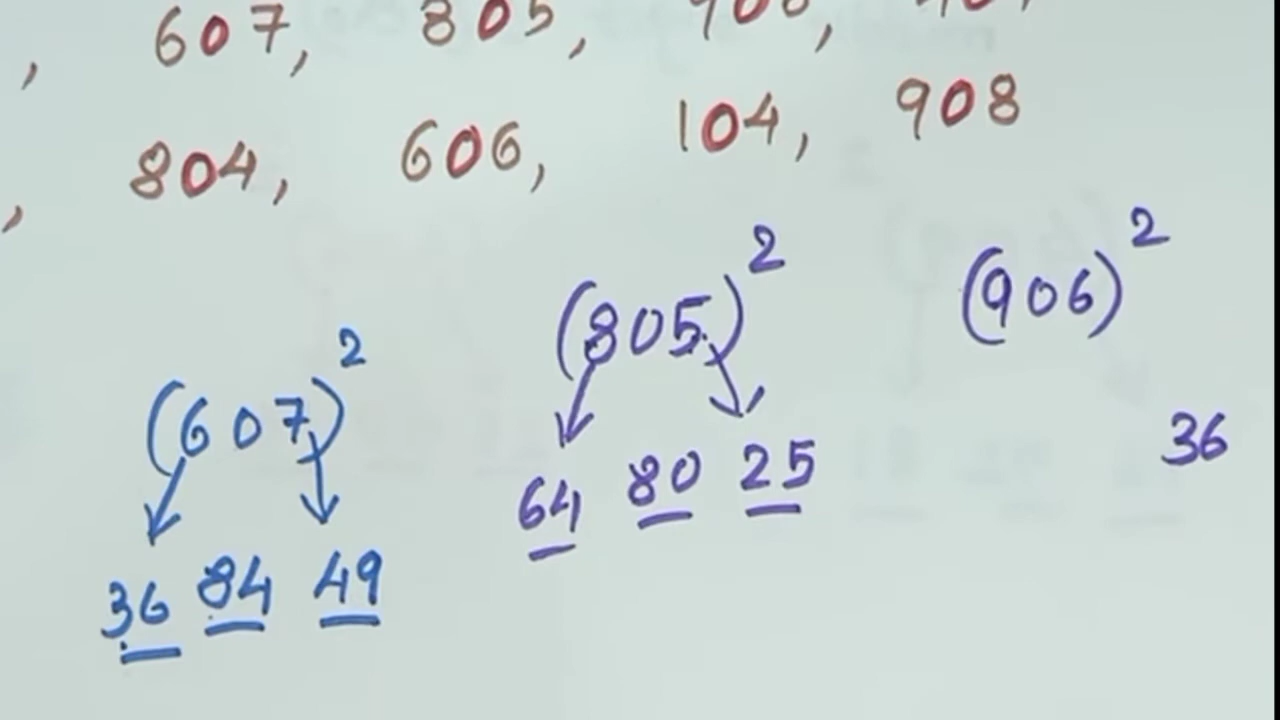 , 607, 805, 906,
, 804, 606, 104, 908
(607)² (805)² (906)²
36 84 49 64 80 25 36